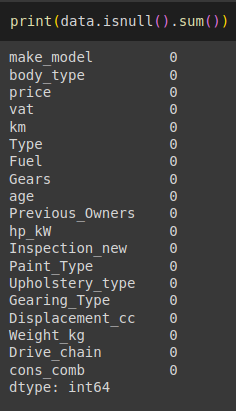 print(data.isnull().sum())
make_model 0
body_type 0
price 0
vat 0
km 0
Type 0
Fuel 0
Gears 0
age 0
Previous_Owners 0
hp_kW 0
Inspection_new 0
Paint_Type 0
Upholstery_type 0
Gearing_Type 0
Displacement_cc 0
Weight_kg 0
Drive_chain 0
cons_comb 0
dtype: int64